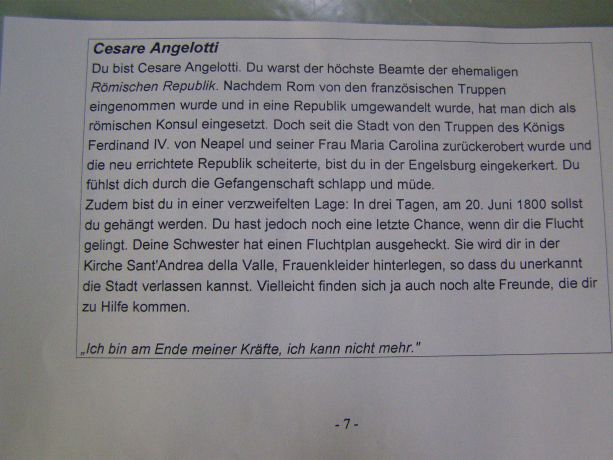 Cesare Angelotti
Du bist Cesare Angelotti. Du warst der höchste Beamte der ehemaligen
Römischen Republik. Nachdem Rom von den französischen Truppen
eingenommen wurde und in eine Republik umgewandelt wurde, hat man dich als
römischen Konsul eingesetzt. Doch seit die Stadt von den Truppen des Königs
Ferdinand IV. von Neapel und seiner Frau Maria Carolina zurückerobert wurde und
die neu errichtete Republik scheiterte, bist du in der Engelsburg eingekerkert. Du
fühlst dich durch die Gefangenschaft schlapp und müde.
Zudem bist du in einer verzweifelten Lage: In drei Tagen, am 20. Juni 1800 sollst
du gehängt werden. Du hast jedoch noch eine letzte Chance, wenn dir die Flucht
gelingt. Deine Schwester hat einen Fluchtplan ausgeheckt. Sie wird dir in der
Kirche Sant'Andrea della Valle, Frauenkleider hinterlegen, so dass du unerkannt
die Stadt verlassen kannst. Vielleicht finden sich ja auch noch alte Freunde, die dir
zu Hilfe kommen.
„Ich bin am Ende meiner Kräfte, ich kann nicht mehr."
- 7 -